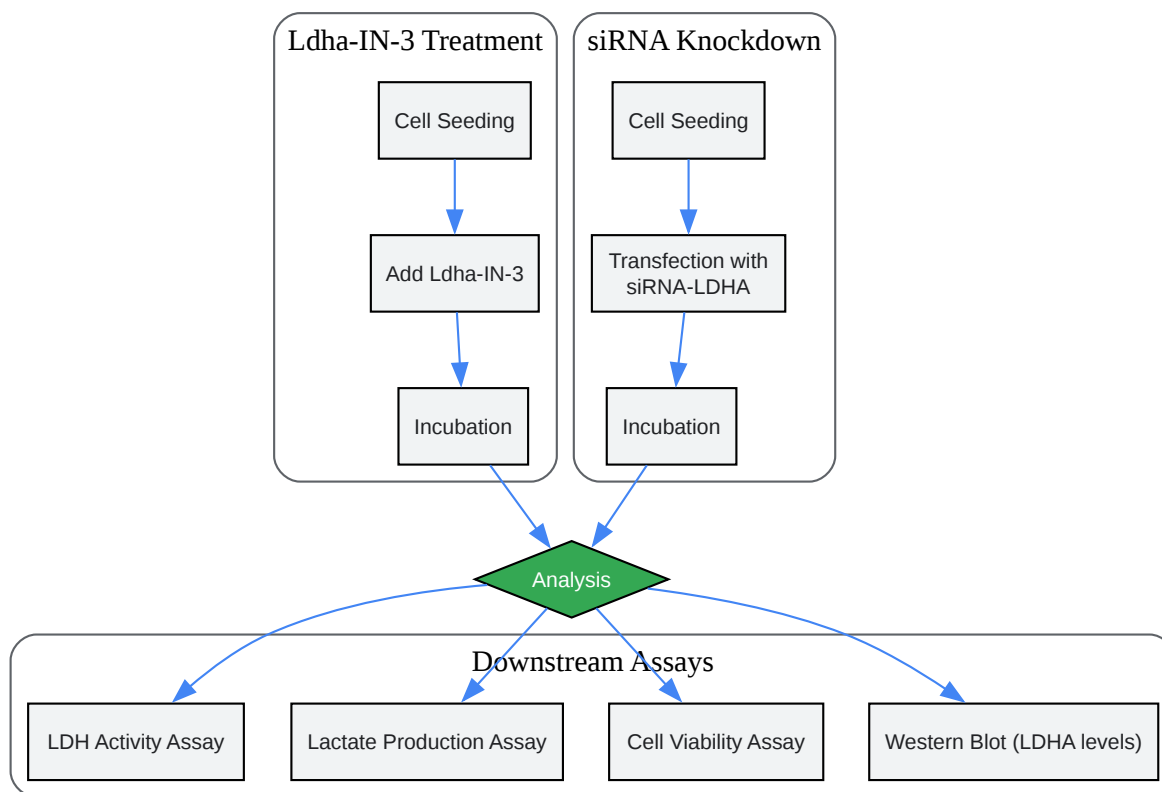 Ldha-IN-3 Treatment
Cell Seeding
Add Ldha-IN-3
Incubation
siRNA Knockdown
Cell Seeding
Transfection with
siRNA-LDHA
Incubation
Analysis
Downstream Assays
LDH Activity Assay
Lactate Production Assay
Cell Viability Assay
Western Blot (LDHA levels)